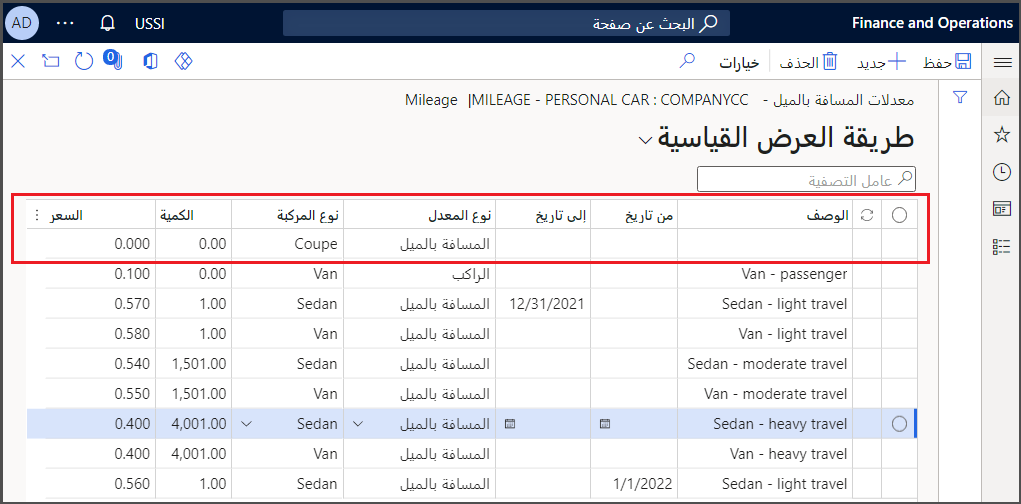 Finance and Operations البحث عن صفحة USSI ... AD
حفظ جديد الحذف خيارات 0
معدلات المسافة بالميل - Mileage |MILEAGE - PERSONAL CAR : COMPANYCC
طريقة العرض القياسية
عامل التصفية
الوصف من تاريخ إلى تاريخ نوع المعدل نوع المركبة الكمية السعر
المسافة بالميل Coupe 0.00 0.000
Van - passenger الراكب Van 0.00 0.100
Sedan - light travel 12/31/2021 المسافة بالميل Sedan 1.00 0.570
Van - light travel المسافة بالميل Van 1.00 0.580
Sedan - moderate travel المسافة بالميل Sedan 1,501.00 0.540
Van - moderate travel المسافة بالميل Van 1,501.00 0.550
Sedan - heavy travel المسافة بالميل Sedan 4,001.00 0.400
Van - heavy travel المسافة بالميل Van 4,001.00 0.400
Sedan - light travel 1/1/2022 المسافة بالميل Sedan 1.00 0.560